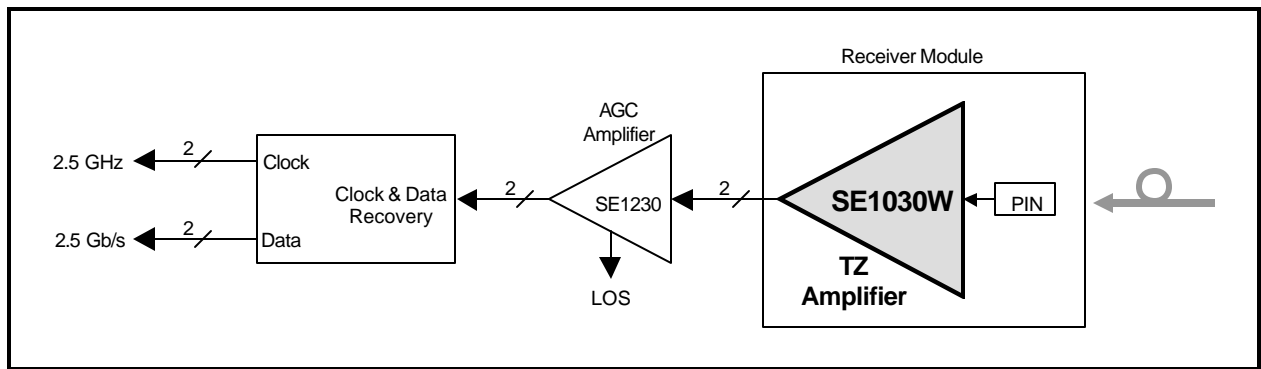 Receiver Module
AGC
Amplifier
2
2.5 GHz
Clock
Clock & Data
Recovery
2
SE1230
2
SE1030W
PIN
2
2.5 Gb/s
Data
LOS
TZ
Amplifier